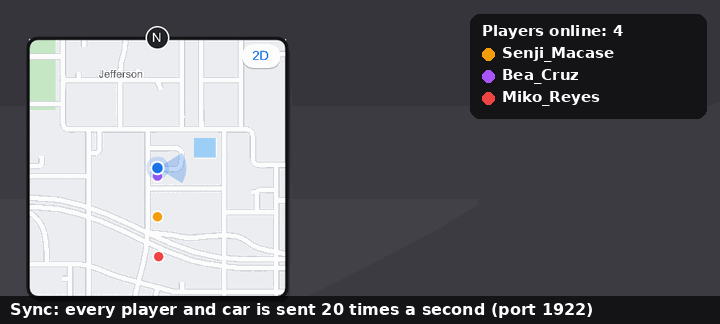 N
Players online: 4
2D
Senji_Macase
Jefferson
Bea_Cruz
Miko_Reyes
Sync: every player and car is sent 20 times a second (port 1922)